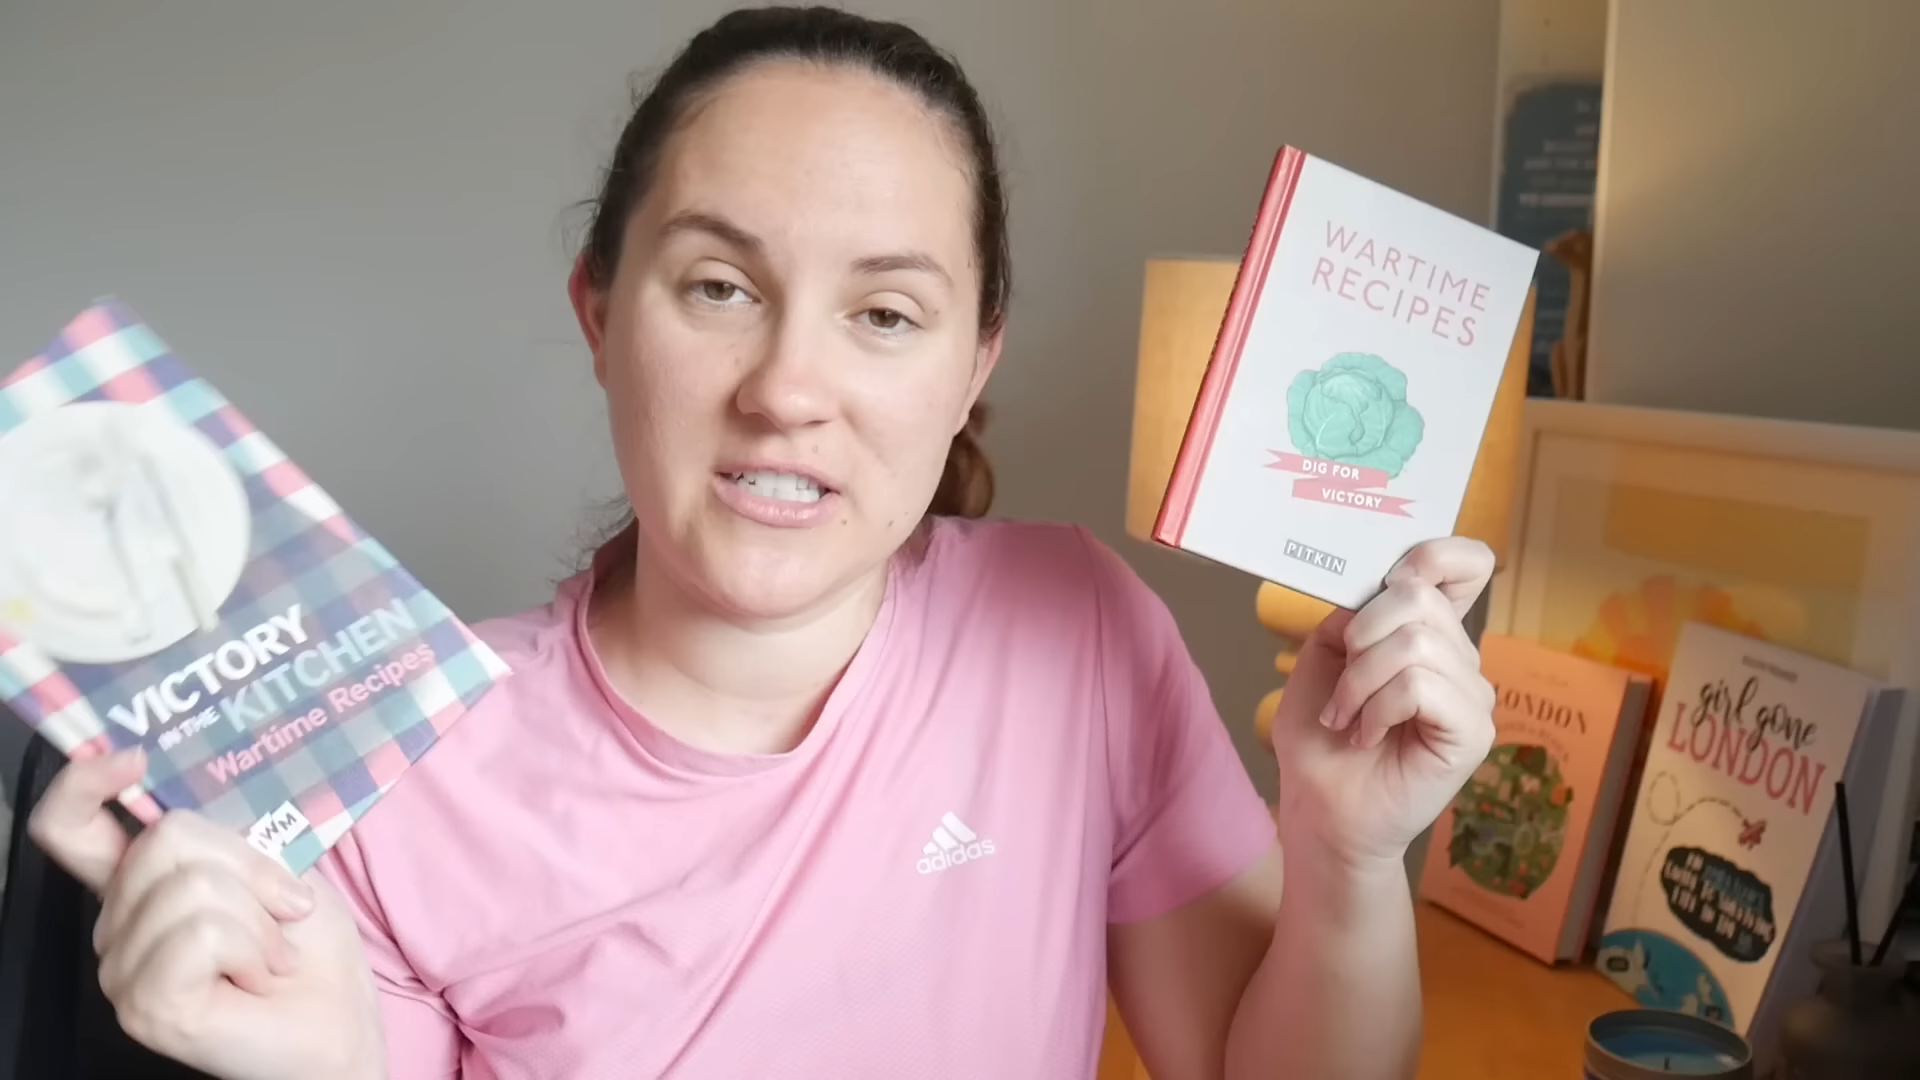 VICTORY
IN THE
KITCHEN
Wartime Recipes
IWM
WARTIME
RECIPES
DIG FOR
VICTORY
PITKIN
adidas
LONDON
girl gone
LONDON